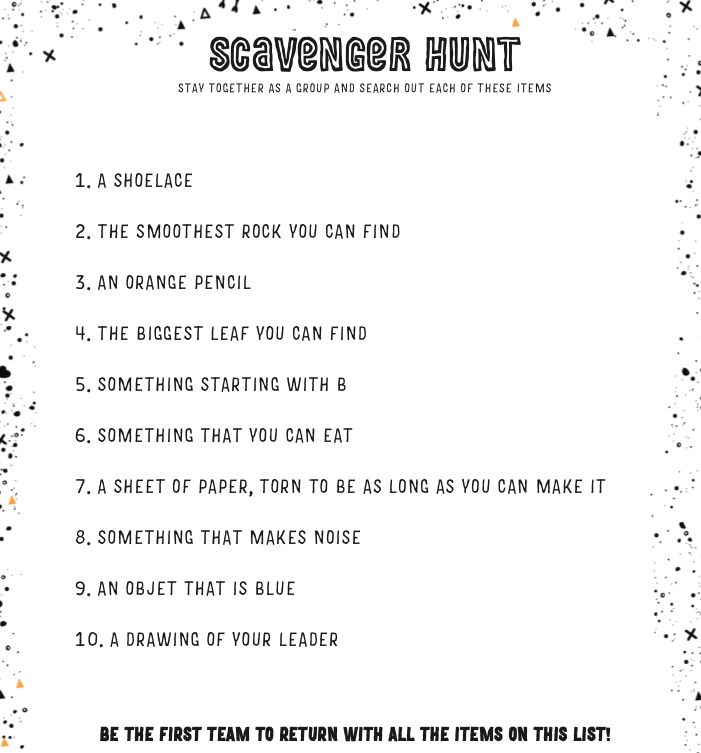 SCAVENGER HUNT
STAY TOGETHER AS A GROUP AND SEARCH OUT EACH OF THESE ITEMS
1. A SHOELACE
2. THE SMOOTHEST ROCK YOU CAN FIND
3. AN ORANGE PENCIL
4. THE BIGGEST LEAF YOU CAN FIND
5. SOMETHING STARTING WITH B
6. SOMETHING THAT YOU CAN EAT
7. A SHEET OF PAPER, TORN TO BE AS LONG AS YOU CAN MAKE IT
8. SOMETHING THAT MAKES NOISE
9. AN OBJET THAT IS BLUE
10. A DRAWING OF YOUR LEADER
BE THE FIRST TEAM TO RETURN WITH ALL THE ITEMS ON THIS LIST!